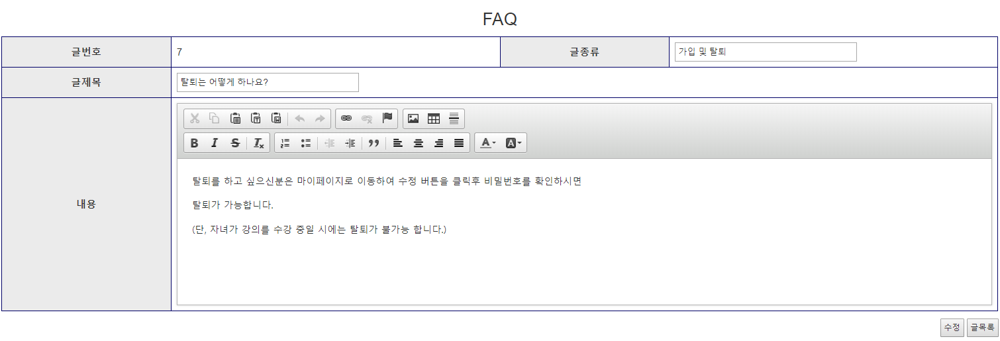 FAQ
글번호 7 글종류 가입 및 탈퇴
글제목 탈퇴는 어떻게 하나요?
내용
탈퇴를 하고 싶으신분은 마이페이지로 이동하여 수정 버튼을 클릭후 비밀번호를 확인하시면
탈퇴가 가능합니다.
(단, 자녀가 강의를 수강 중일 시에는 탈퇴가 불가능 합니다.)
수정 글목록